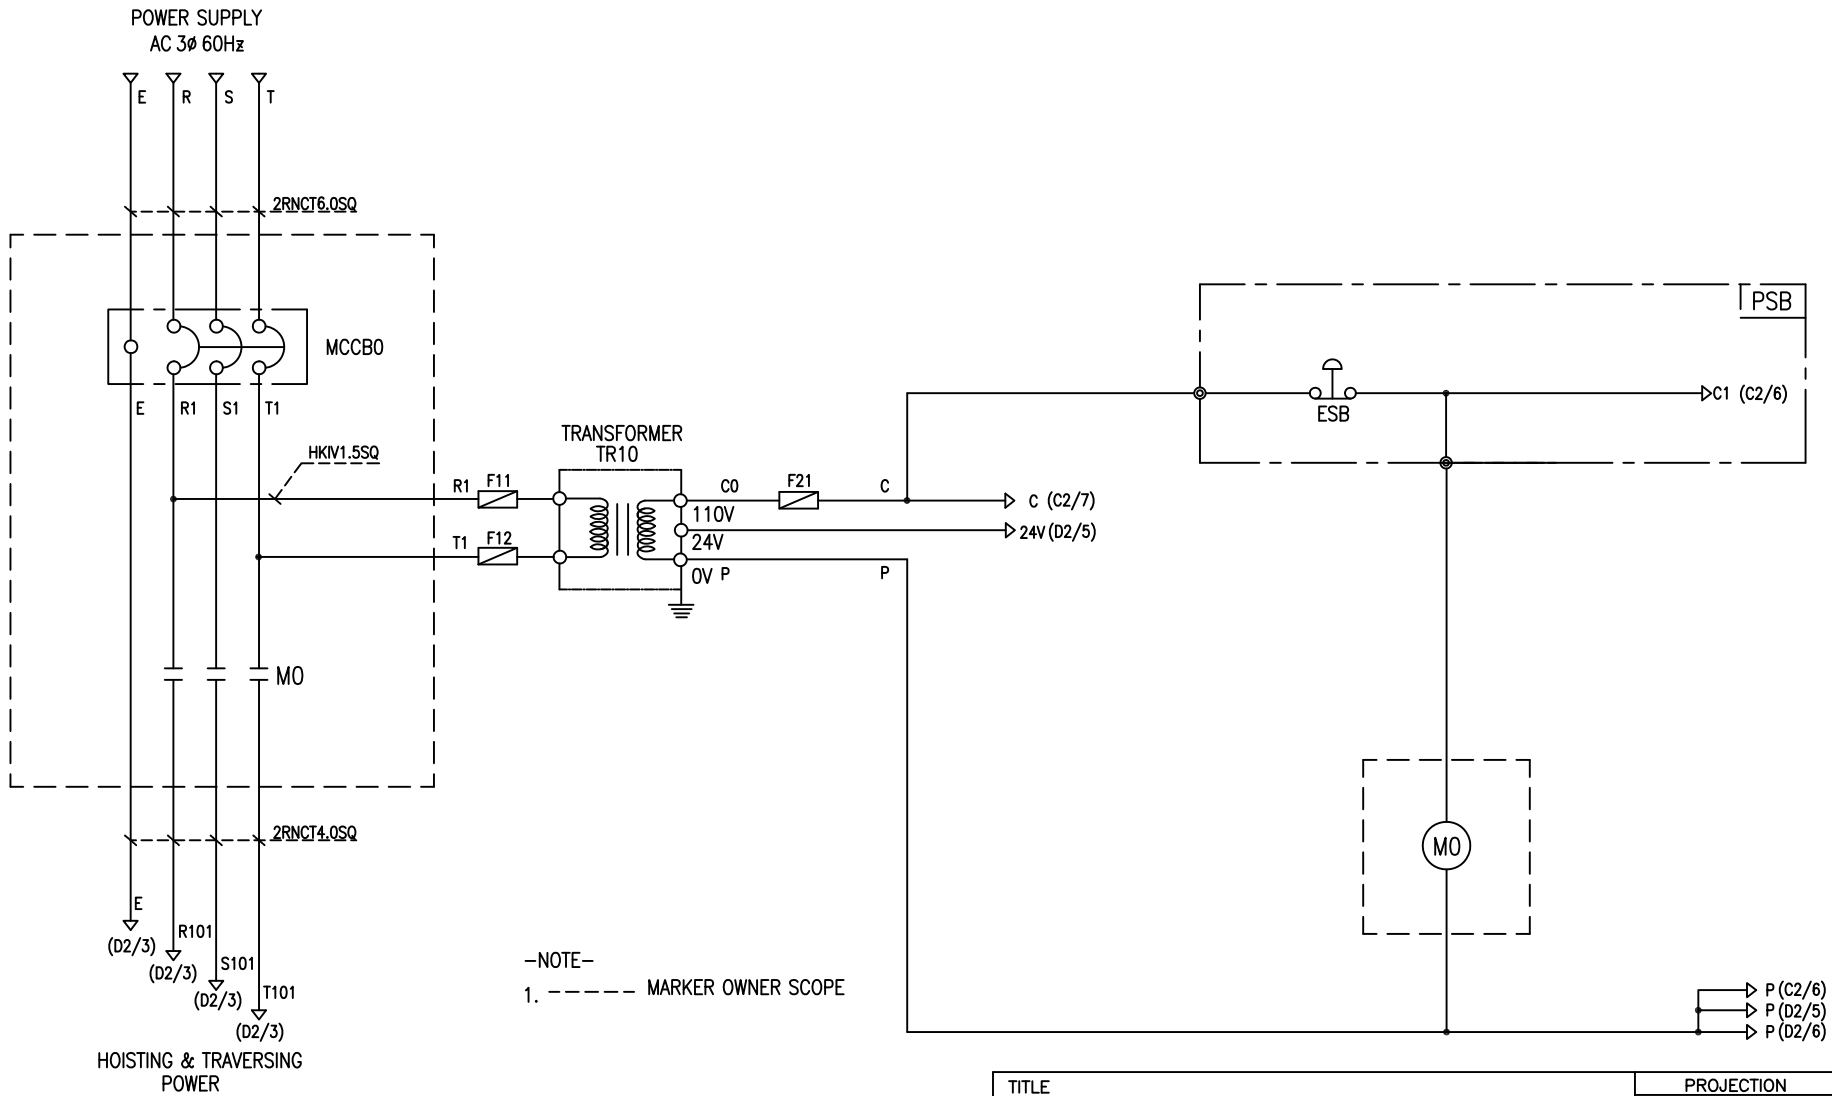 POWER SUPPLY
AC 3ø 60Hz
E
R
S
T
2RNCT6.0SQ
MCCB0
E
R1
S1
T1
HKIV1.5SQ
TRANSFORMER
TR10
R1
F11
T1
F12
C0
F21
C
110V
24V
0V
P
P
C (C2/7)
24V (D2/5)
PSB
ESB
C1 (C2/6)
M0
M0
2RNCT4.0SQ
E
(D2/3)
R101
(D2/3)
S101
(D2/3)
T101
(D2/3)
HOISTING & TRAVERSING
POWER
-NOTE-
1. ------ MARKER OWNER SCOPE
P (C2/6)
P (D2/5)
P (D2/6)
TITLE
PROJECTION